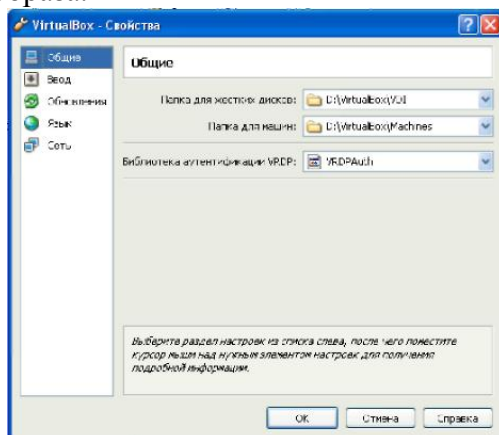 VirtualBox - Свойства
Общие
Ввод
Обновления
Язык
Сеть
Общие
Папка для жестких дисков: D:\VirtualBox\VDI
Папка для машин: D:\VirtualBox\Machines
Библиотека аутентификации VRDP: VRDPAuth
Выберите раздел настроек из списка слева, после чего поместите
курсор мыши над нужным элементом настроек для получения
подробной информации.
OK Отмена Справка